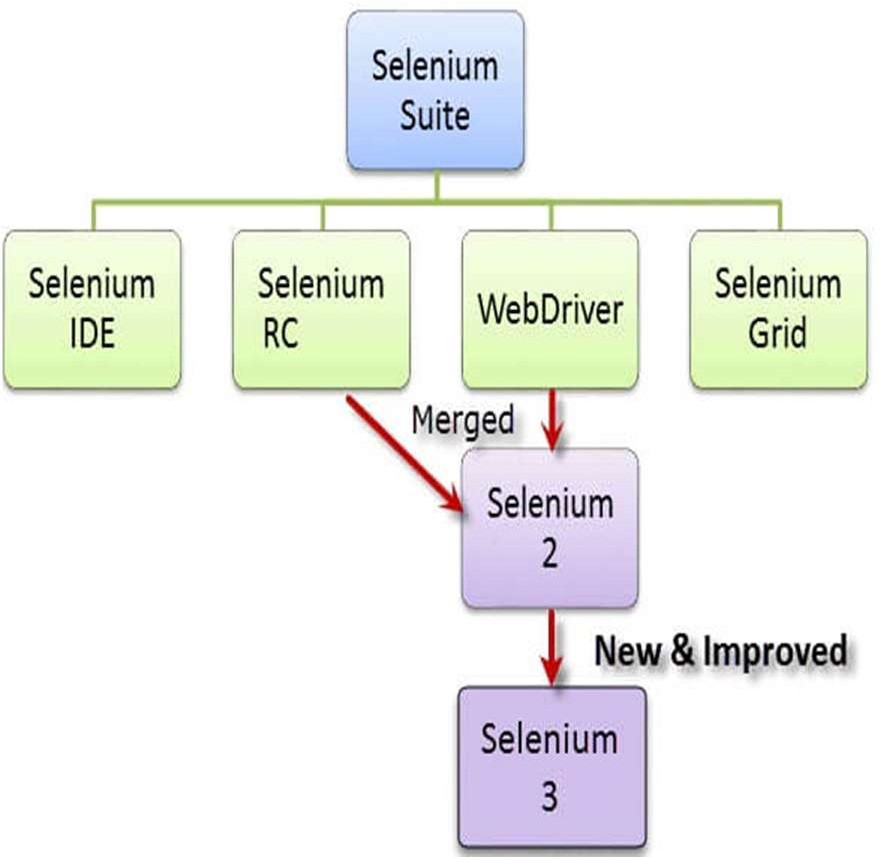 Selenium
Suite
Selenium
IDE
Selenium
RC
WebDriver
Selenium
Grid
Merged
Selenium
2
New & Improved
Selenium
3